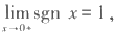 lim sgn x = 1 ,
x→0+